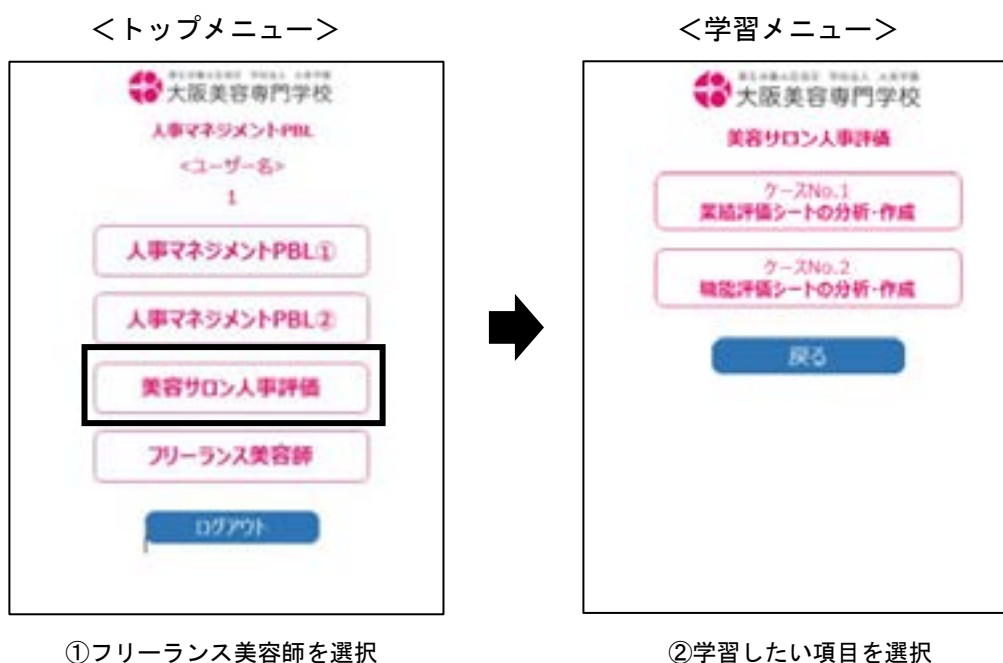 ＜トップメニュー＞
大阪美容専門学校
人事マネジメントPBL
<ユーザー名>
1
人事マネジメントPBL①
人事マネジメントPBL②
美容サロン人事評価
フリーランス美容師
ログアウト
①フリーランス美容師を選択
＜学習メニュー＞
大阪美容専門学校
美容サロン人事評価
ケースNo.1
業績評価シートの分析・作成
ケースNo.2
職能評価シートの分析・作成
戻る
②学習したい項目を選択